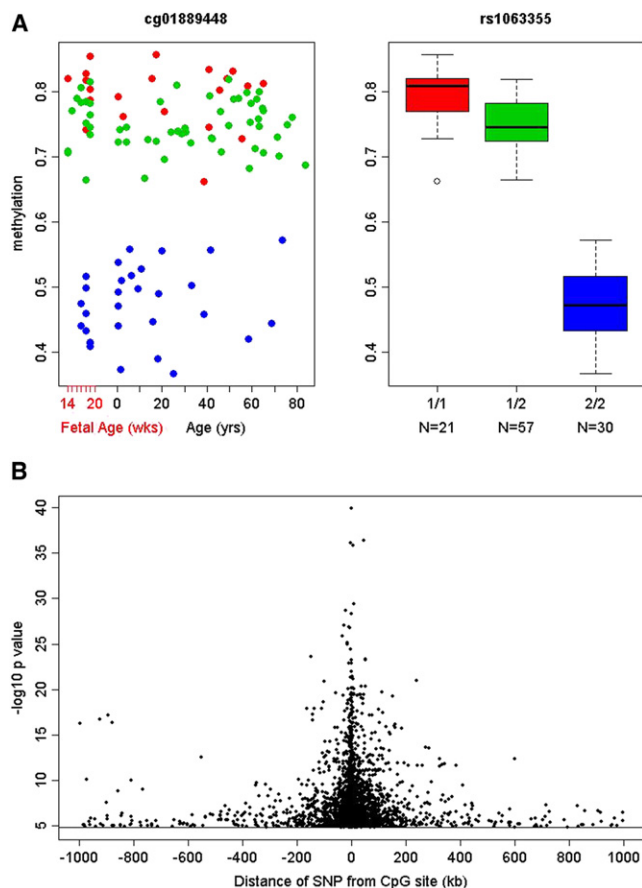 A
cg01889448
rs1063355
methylation
0.8
0.7
0.6
0.5
0.4
14 20 0 20 40 60 80
Fetal Age (wks) Age (yrs)
0.8
0.7
0.6
0.5
0.4
1/1 1/2 2/2
N=21 N=57 N=30
B
-log10 p value
40
35
30
25
20
15
10
5
-1000 -800 -600 -400 -200 0 200 400 600 800 1000
Distance of SNP from CpG site (kb)